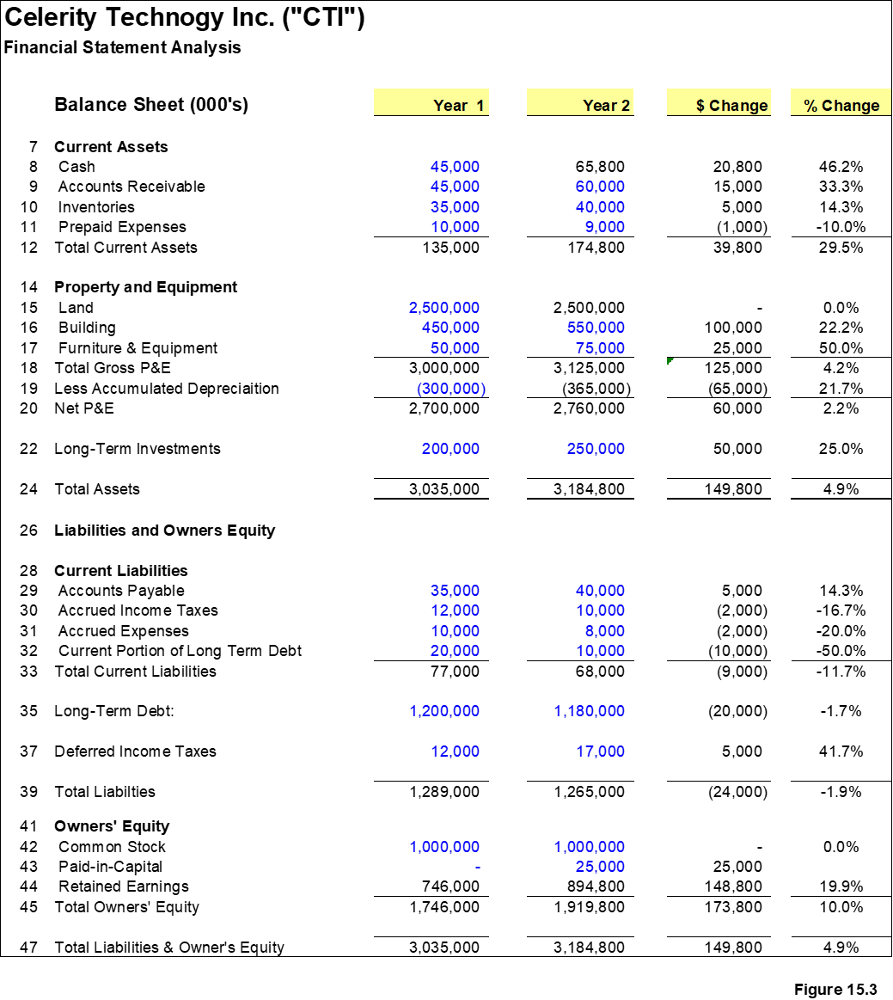 Celerity Technogy Inc. ("CTI")
Financial Statement Analysis
Balance Sheet (000's) Year 1 Year 2 $ Change % Change
7 Current Assets
8 Cash 45,000 65,800 20,800 46.2%
9 Accounts Receivable 45,000 60,000 15,000 33.3%
10 Inventories 35,000 40,000 5,000 14.3%
11 Prepaid Expenses 10,000 9,000 (1,000) -10.0%
12 Total Current Assets 135,000 174,800 39,800 29.5%
14 Property and Equipment
15 Land 2,500,000 2,500,000 - 0.0%
16 Building 450,000 550,000 100,000 22.2%
17 Furniture & Equipment 50,000 75,000 25,000 50.0%
18 Total Gross P&E 3,000,000 3,125,000 125,000 4.2%
19 Less Accumulated Depreciaition (300,000) (365,000) (65,000) 21.7%
20 Net P&E 2,700,000 2,760,000 60,000 2.2%
22 Long-Term Investments 200,000 250,000 50,000 25.0%
24 Total Assets 3,035,000 3,184,800 149,800 4.9%
26 Liabilities and Owners Equity
28 Current Liabilities
29 Accounts Payable 35,000 40,000 5,000 14.3%
30 Accrued Income Taxes 12,000 10,000 (2,000) -16.7%
31 Accrued Expenses 10,000 8,000 (2,000) -20.0%
32 Current Portion of Long Term Debt 20,000 10,000 (10,000) -50.0%
33 Total Current Liabilities 77,000 68,000 (9,000) -11.7%
35 Long-Term Debt: 1,200,000 1,180,000 (20,000) -1.7%
37 Deferred Income Taxes 12,000 17,000 5,000 41.7%
39 Total Liabilties 1,289,000 1,265,000 (24,000) -1.9%
41 Owners' Equity
42 Common Stock 1,000,000 1,000,000 - 0.0%
43 Paid-in-Capital - 25,000 25,000
44 Retained Earnings 746,000 894,800 148,800 19.9%
45 Total Owners' Equity 1,746,000 1,919,800 173,800 10.0%
47 Total Liabilities & Owner's Equity 3,035,000 3,184,800 149,800 4.9%
Figure 15.3